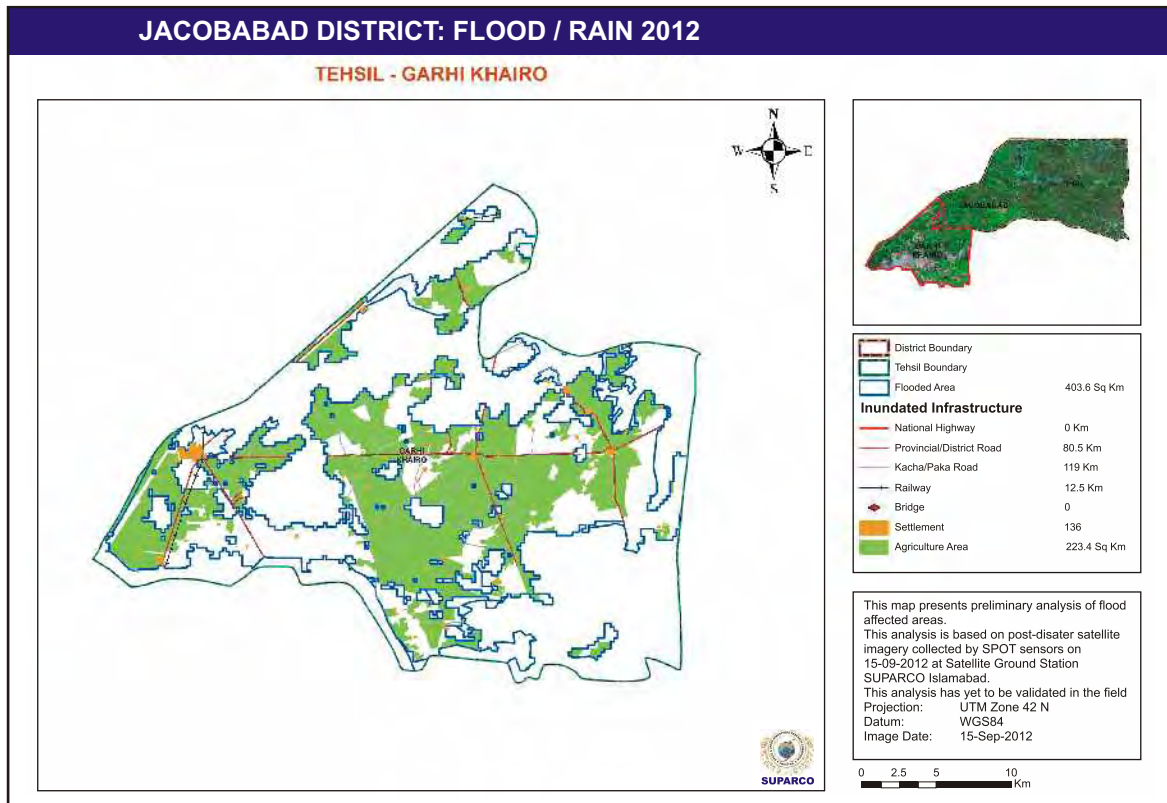 JACOBABAD DISTRICT: FLOOD / RAIN 2012
TEHSIL - GARHI KHAIRO
N
W E
S
GARHI
KHAIRO
SUPARCO
JACOBABAD
GARHI
KHAIRO
District Boundary
Tehsil Boundary
Flooded Area 403.6 Sq Km
Inundated Infrastructure
National Highway 0 Km
Provincial/District Road 80.5 Km
Kacha/Paka Road 119 Km
Railway 12.5 Km
Bridge 0
Settlement 136
Agriculture Area 223.4 Sq Km
This map presents preliminary analysis of flood
affected areas.
This analysis is based on post-disater satellite
imagery collected by SPOT sensors on
15-09-2012 at Satellite Ground Station
SUPARCO Islamabad.
This analysis has yet to be validated in the field
Projection: UTM Zone 42 N
Datum: WGS84
Image Date: 15-Sep-2012
0 2.5 5 10
Km